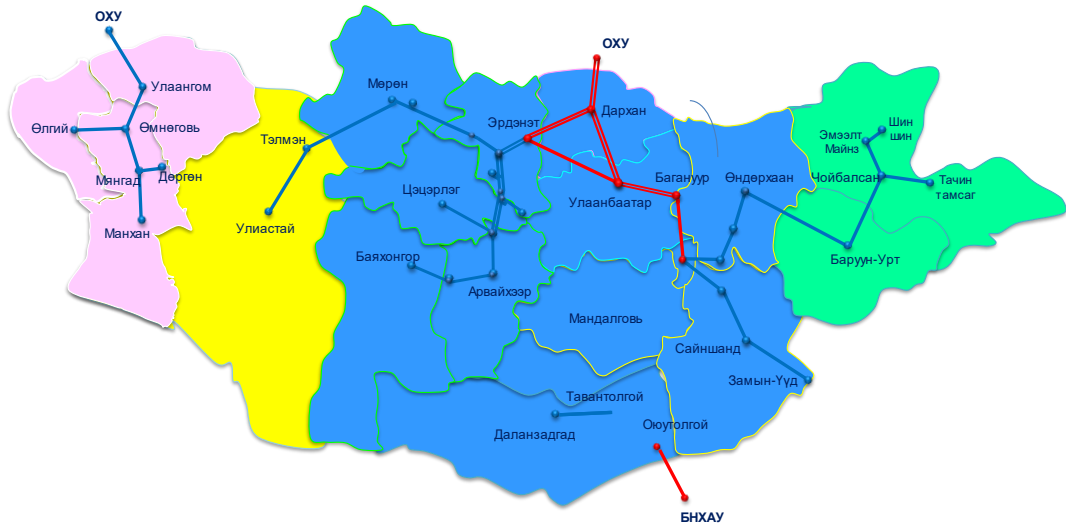 ОХУ
Улаангом
Өлгий
Өмнөговь
Мянгад
Дөргөн
Манхан
Тэлмэн
Улиастай
Мөрөн
Эрдэнэт
Цэцэрлэг
Баяхонгор
Арвайхээр
ОХУ
Дархан
Улаанбаатар
Багануур
Өндөрхаан
Мандалговь
Сайншанд
Замын-Үүд
Тавантолгой
Даланзадгад
Оюутолгой
БНХАУ
Шин
шин
Эмээлт
Майнз
Чойбалсан
Тачин
тамсаг
Баруун-Урт